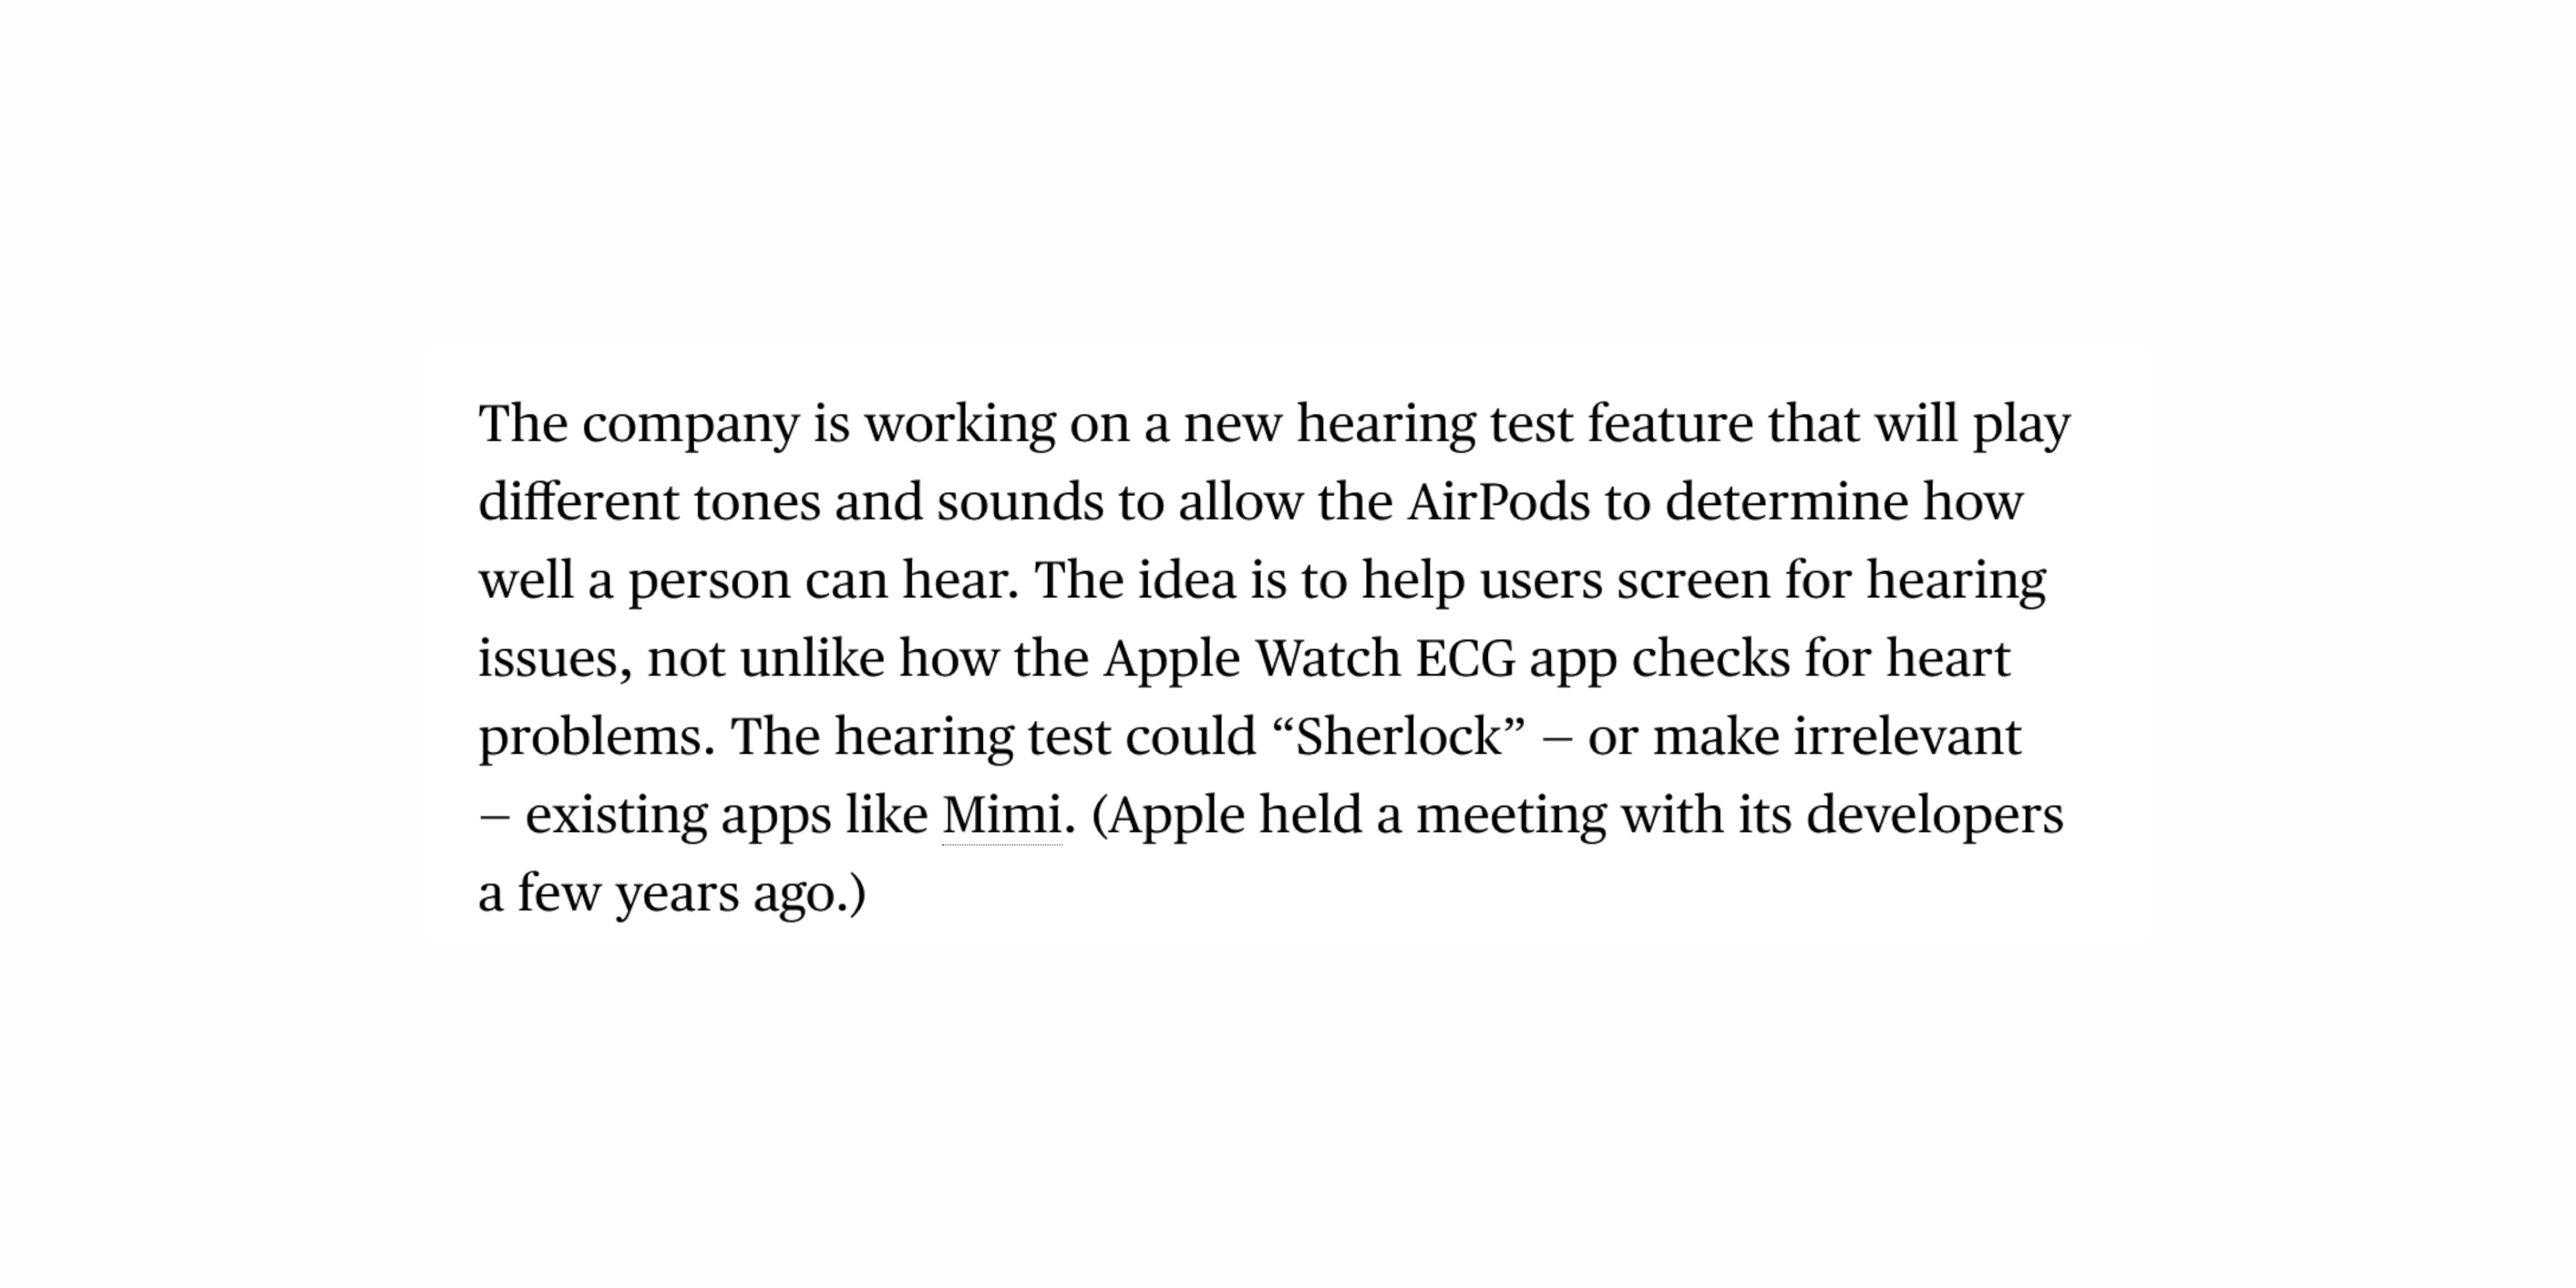 The company is working on a new hearing test feature that will play
different tones and sounds to allow the AirPods to determine how
well a person can hear. The idea is to help users screen for hearing
issues, not unlike how the Apple Watch ECG app checks for heart
problems. The hearing test could “Sherlock” – or make irrelevant
– existing apps like Mimi. (Apple held a meeting with its developers
a few years ago.)